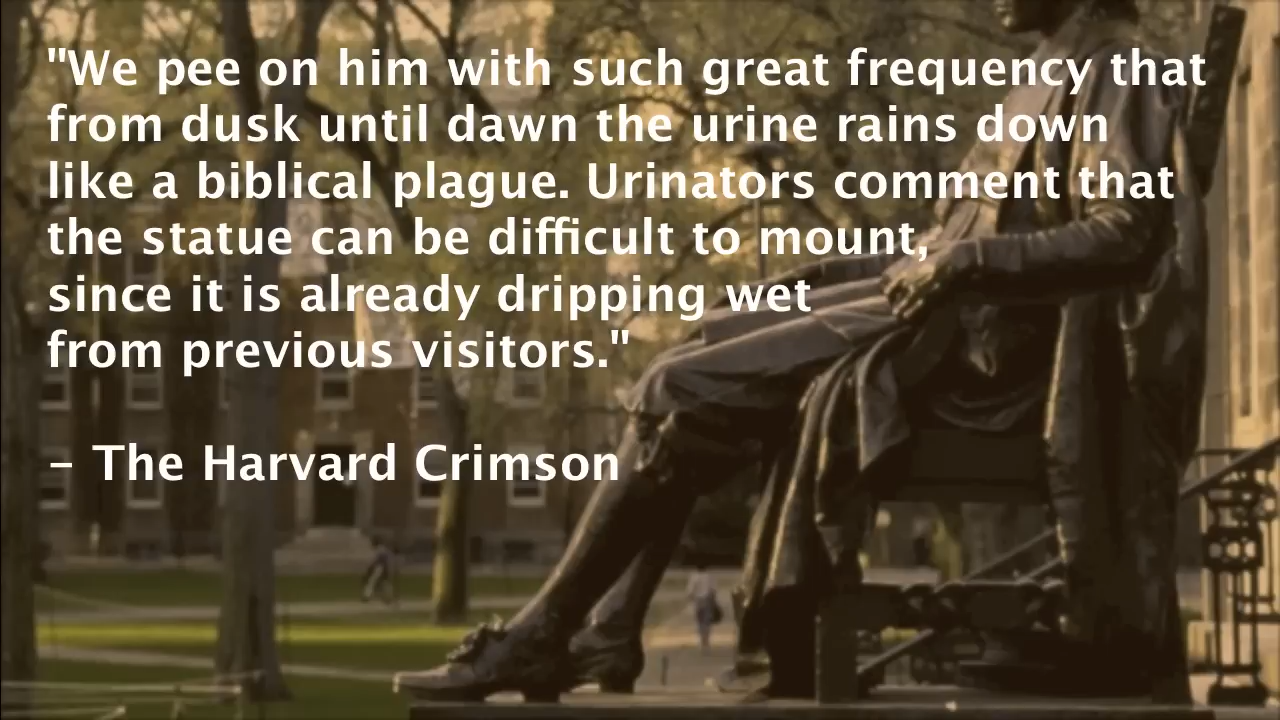 "We pee on him with such great frequency that
from dusk until dawn the urine rains down
like a biblical plague. Urinators comment that
the statue can be difficult to mount,
since it is already dripping wet
from previous visitors."
– The Harvard Crimson